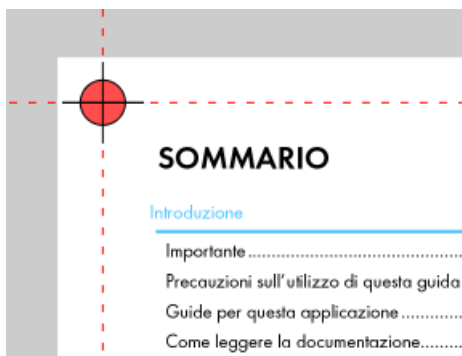 SOMMARIO
Introduzione
Importante
Precauzioni sull'utilizzo di questa guida
Guide per questa applicazione
Come leggere la documentazione